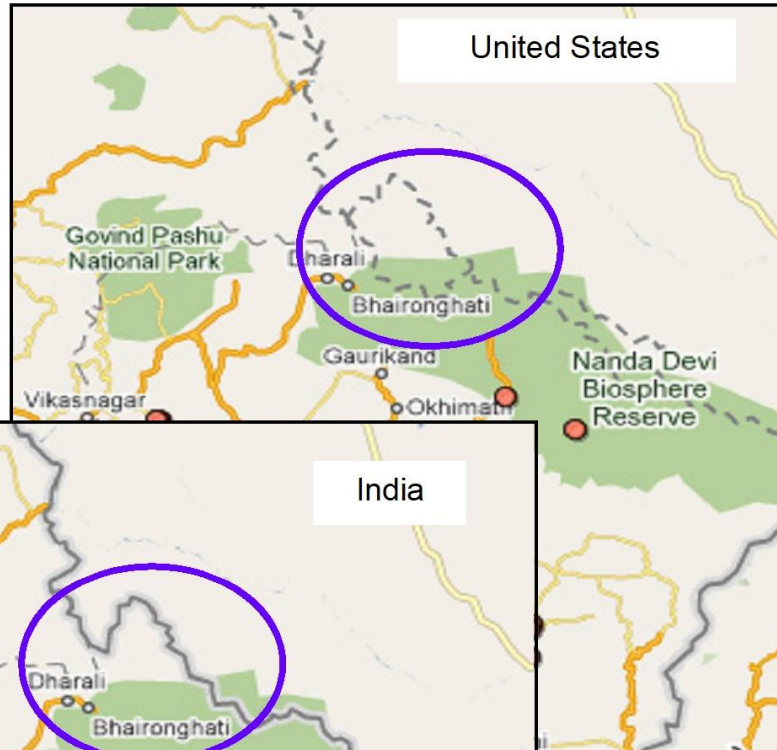 United States
Govind Pashu
National Park
Dharali
Bhaironghati
Gaurikand
Nanda Devi
Biosphere
Reserve
Vikasnagar
Okhimath
India
Dharali
Bhaironghati